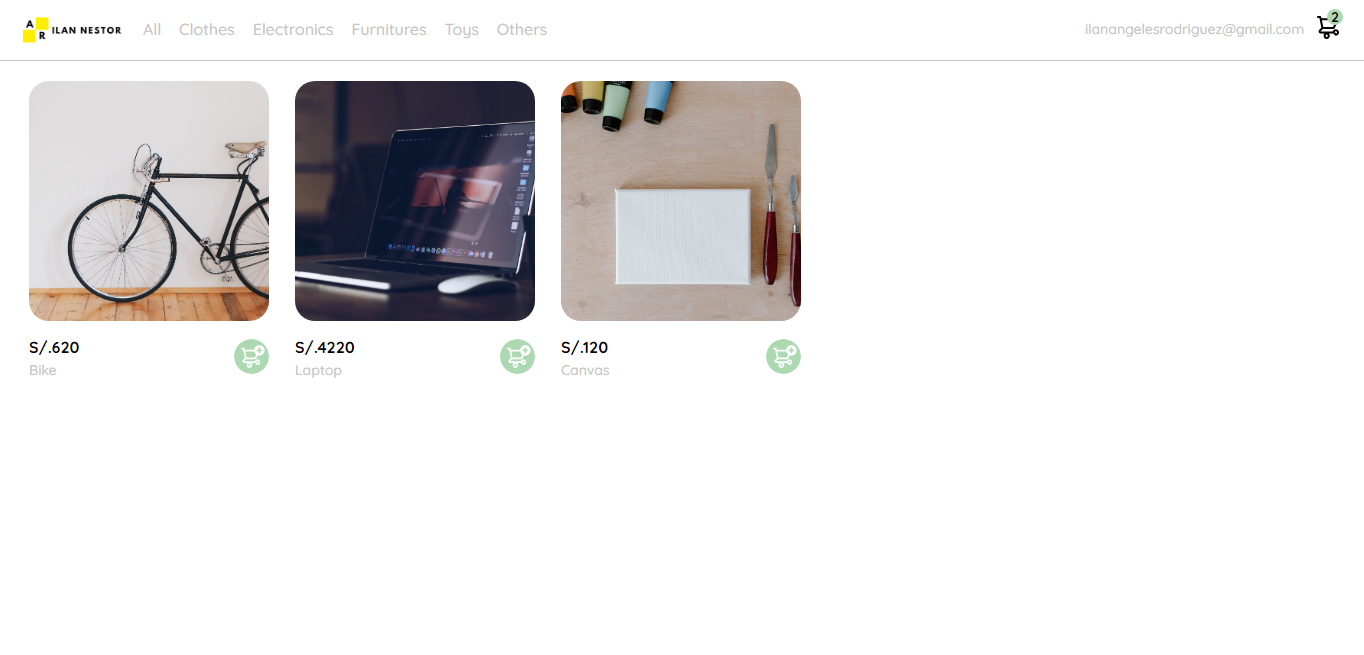 A
R ILAN NESTOR
All Clothes Electronics Furnitures Toys Others
ilanangelesrodriguez@gmail.com 2
S/.620 S/.4220 S/.120
Bike Laptop Canvas